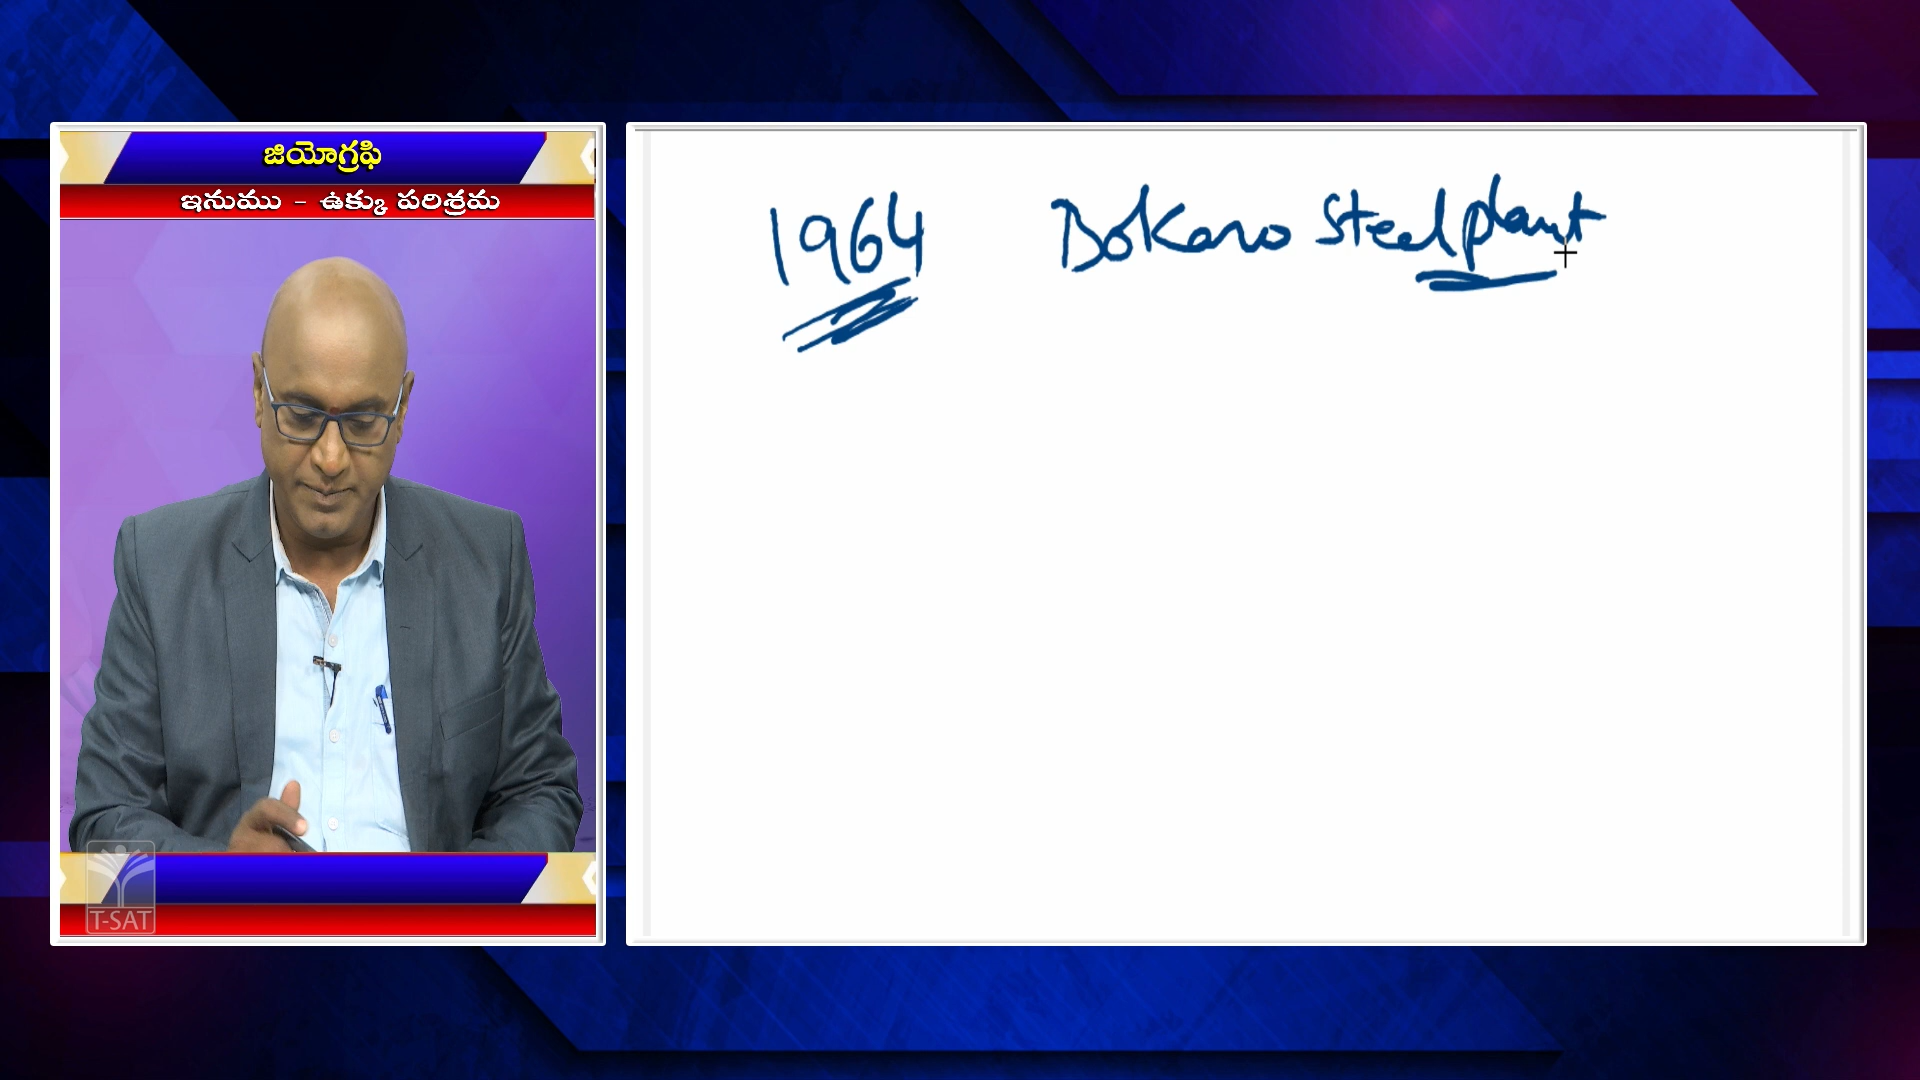 జియోగ్రఫి
ఇనుము - ఉక్కు పరిశ్రమ
1964 Bokaro Steel plant
T-SAT